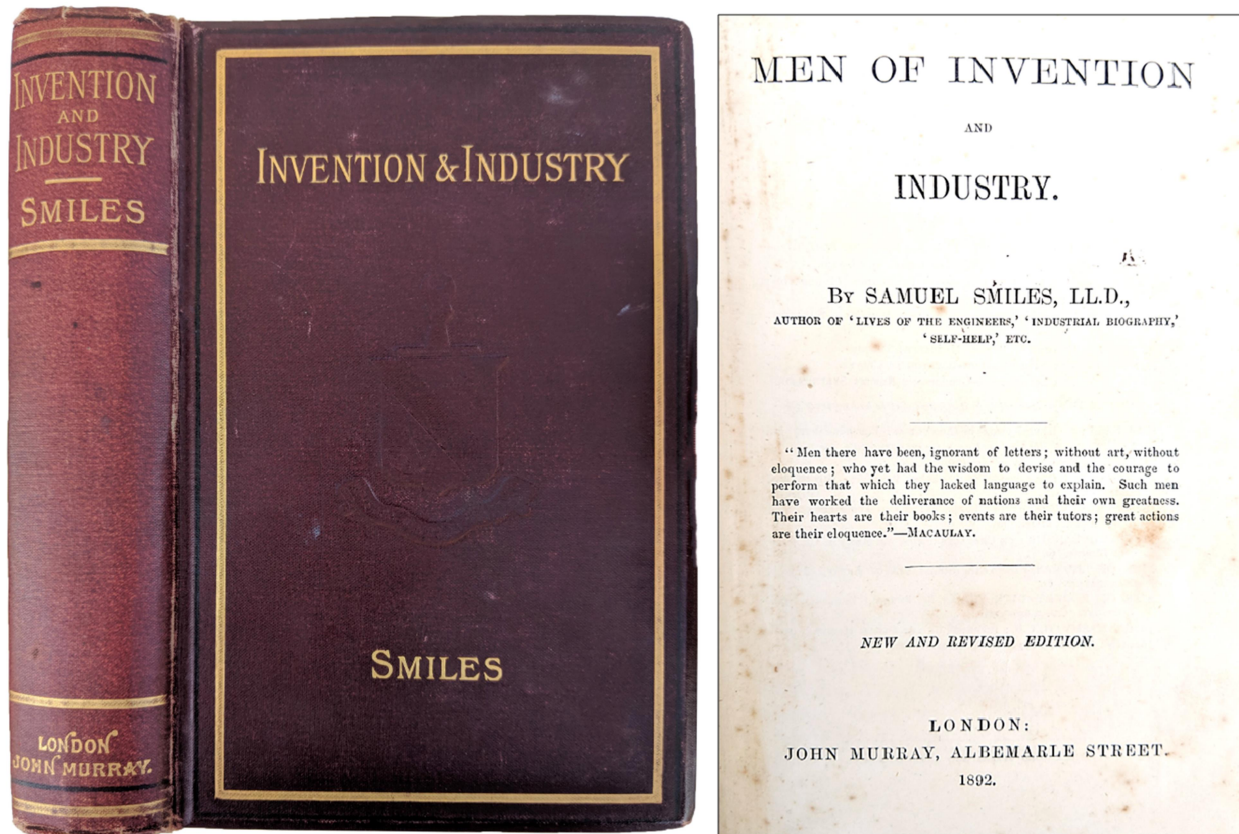 INVENTION
AND
INDUSTRY
SMILES
LONDON
JOHN MURRAY.
INVENTION & INDUSTRY
SMILES
MEN OF INVENTION
AND
INDUSTRY.
By SAMUEL SMILES, LL.D.,
AUTHOR OF ‘LIVES OF THE ENGINEERS,’ ‘INDUSTRIAL BIOGRAPHY,’
‘SELF-HELP,’ ETC.
“Men there have been, ignorant of letters; without art, without
eloquence; who yet had the wisdom to devise and the courage to
perform that which they lacked language to explain. Such men
have worked the deliverance of nations and their own greatness.
Their hearts are their books; events are their tutors; great actions
are their eloquence.”—MACAULAY.
NEW AND REVISED EDITION.
LONDON:
JOHN MURRAY, ALBEMARLE STREET.
1892.